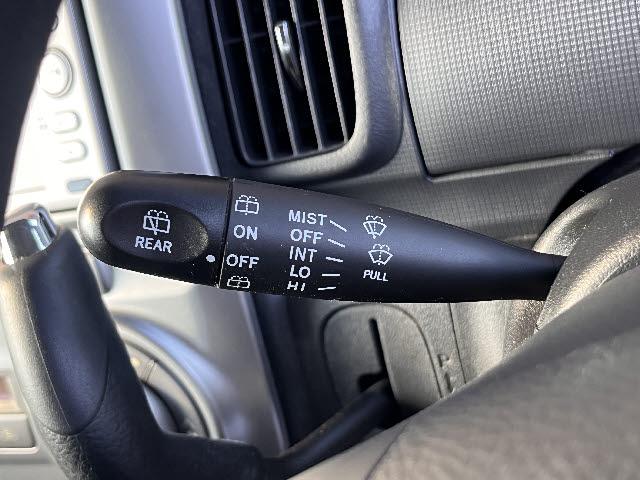 REAR
ON
OFF
MIST
OFF
INT
LO
HI
PULL
P